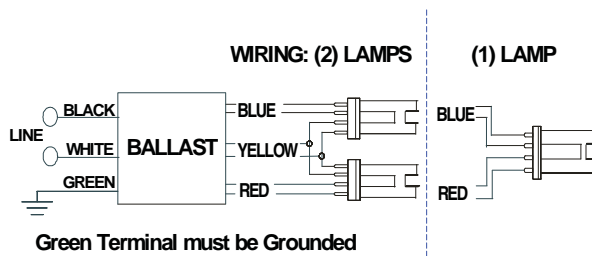 WIRING: (2) LAMPS
(1) LAMP
BLACK
BLUE
BLUE
LINE
WHITE
BALLAST
YELLOW
GREEN
RED
RED
Green Terminal must be Grounded